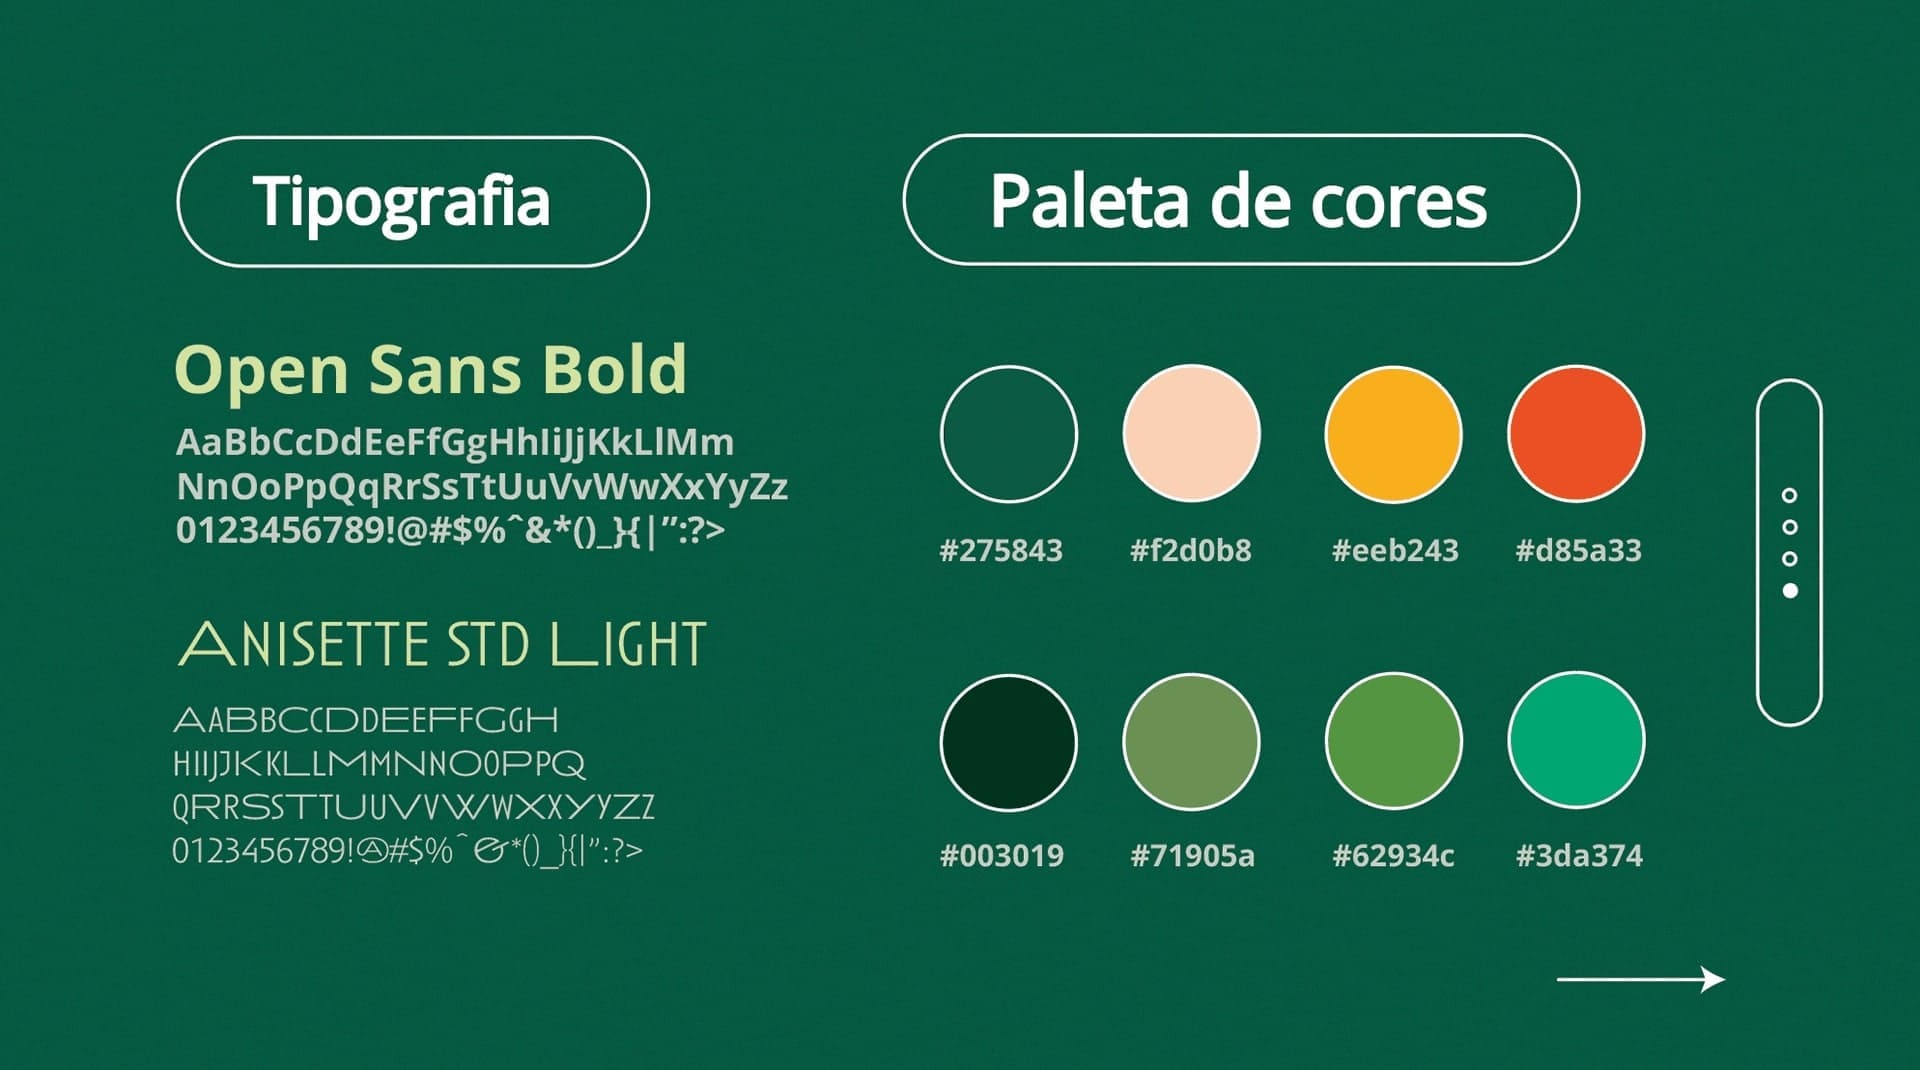 Tipografia
Open Sans Bold
AaBbCcDdEeFfGgHhIiJjKkLlMm
NnOoPpQqRrSsTtUuVvWwXxYyZz
0123456789!@#$%ˆ&*()_}{|”:?>
ANISETTE STD LIGHT
AABBCCDDEEFFGGH
HIIJJKKLLMMNNOOPPQ
QRRSSTTUUVVWWXXYYZZ
0123456789!@#$%ˆ&*()_}{|”:?>
Paleta de cores
#275843 #f2d0b8 #eeb243 #d85a33
#003019 #71905a #62934c #3da374